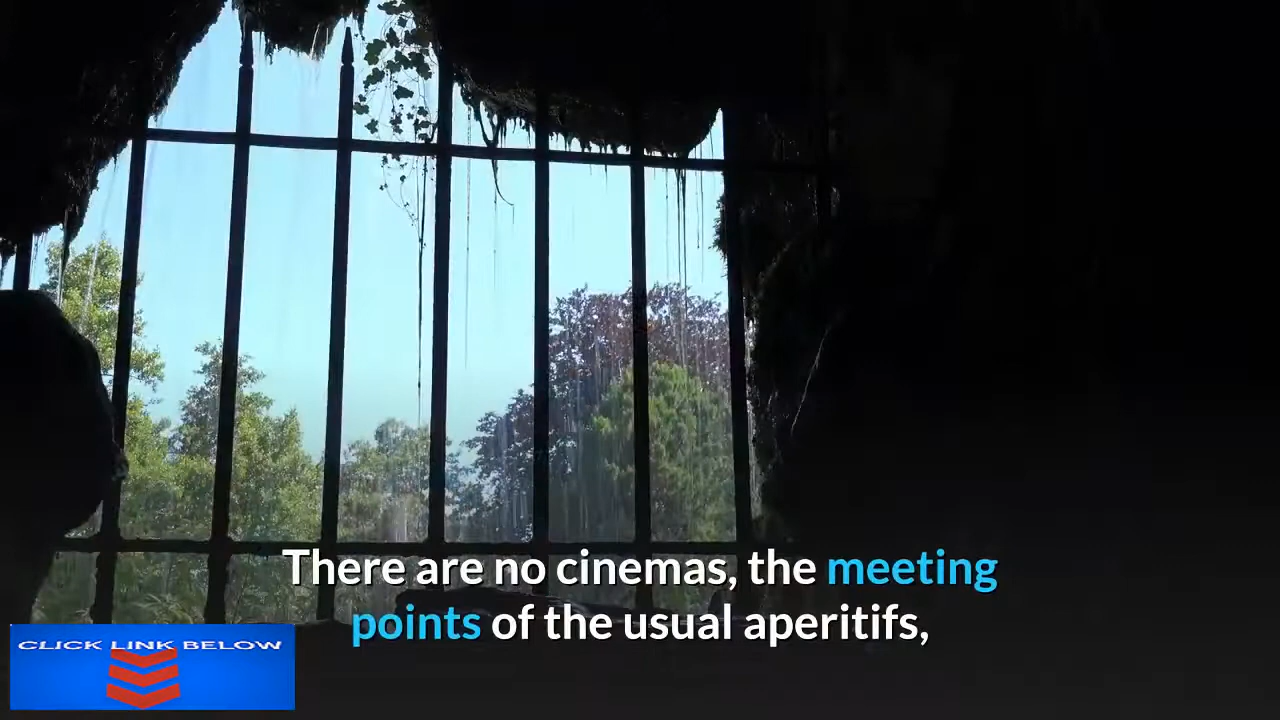 There are no cinemas, the meeting
points of the usual aperitifs,
CLICK LINK BELOW